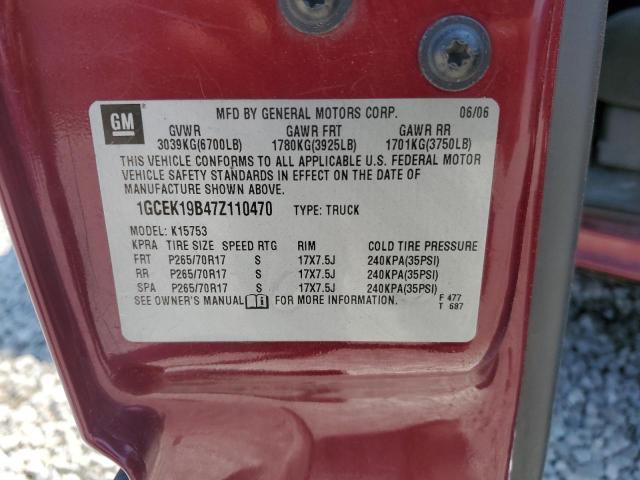 GM MFD BY GENERAL MOTORS CORP. 06/06
GVWR GAWR FRT GAWR RR
3039KG(6700LB) 1780KG(3925LB) 1701KG(3750LB)
THIS VEHICLE CONFORMS TO ALL APPLICABLE U.S. FEDERAL MOTOR
VEHICLE SAFETY STANDARDS IN EFFECT ON THE DATE OF
MANUFACTURE SHOWN ABOVE.
1GCEK19B47Z110470 TYPE: TRUCK
MODEL: K15753
KPRA TIRE SIZE SPEED RTG RIM COLD TIRE PRESSURE
FRT P265/70R17 S 17X7.5J 240KPA(35PSI)
RR P265/70R17 S 17X7.5J 240KPA(35PSI)
SPA P265/70R17 S 17X7.5J 240KPA(35PSI)
SEE OWNER'S MANUAL FOR MORE INFORMATION. F 477
T 687